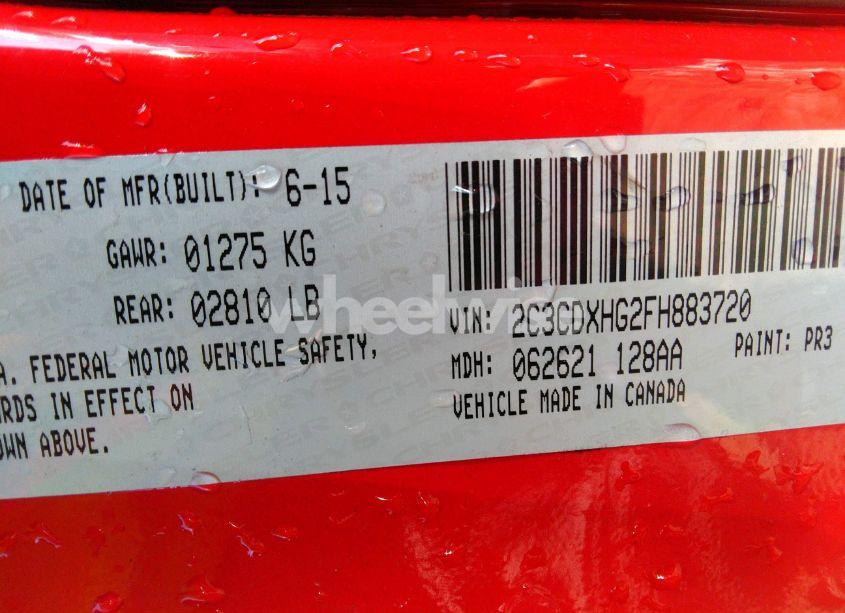 DATE OF MFR(BUILT): 6-15
GAWR: 01275 KG
REAR: 02810 LB
A. FEDERAL MOTOR VEHICLE SAFETY,
RDS IN EFFECT ON
OWN ABOVE.
VIN: 2C3CDXHG2FH883720
MDH: 062621 128AA
PAINT: PR3
VEHICLE MADE IN CANADA